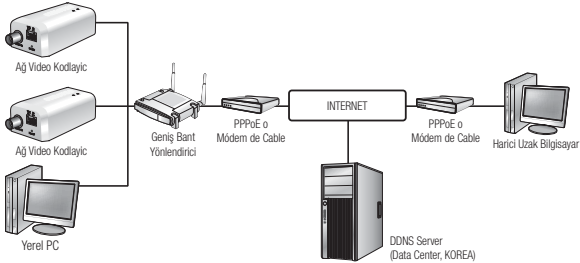 Ağ Video Kodlayic
Ağ Video Kodlayic
Yerel PC
Geniş Bant
Yönlendirici
PPPoE o
Módem de Cable
INTERNET
PPPoE o
Módem de Cable
Harici Uzak Bilgisayar
DDNS Server
(Data Center, KOREA)